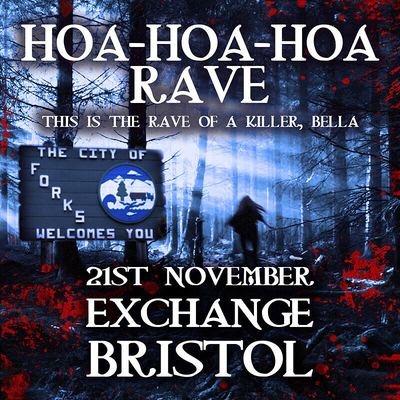 HOA-HOA-HOA
RAVE
THIS IS THE RAVE OF A KILLER, BELLA
THE CITY OF
FORKS
WELCOMES YOU
21ST NOVEMBER
EXCHANGE
BRISTOL